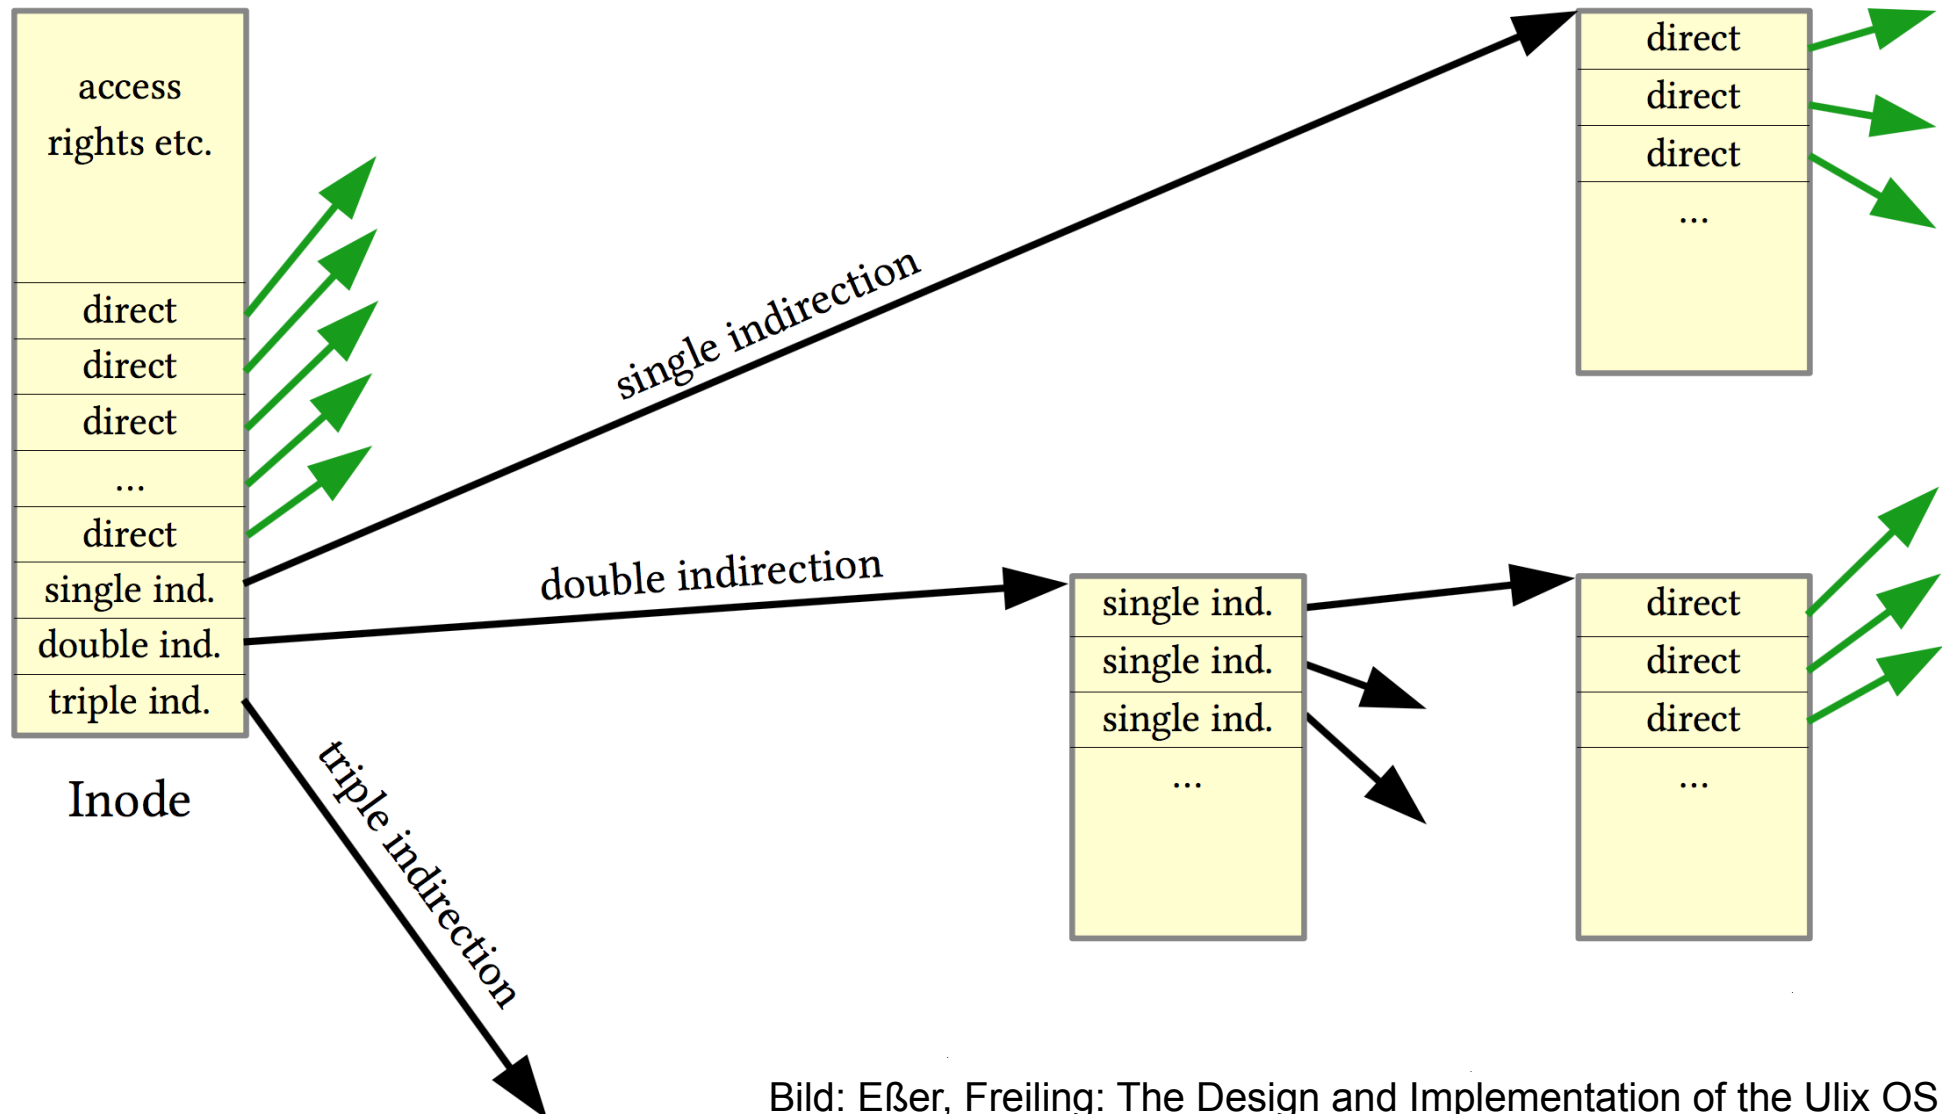 access
rights etc.
direct
direct
direct
...
direct
single ind.
double ind.
triple ind.
Inode
single indirection
double indirection
triple indirection
direct
direct
direct
...
single ind.
single ind.
single ind.
...
direct
direct
direct
...
Bild: Eßer, Freiling: The Design and Implementation of the Ulix OS